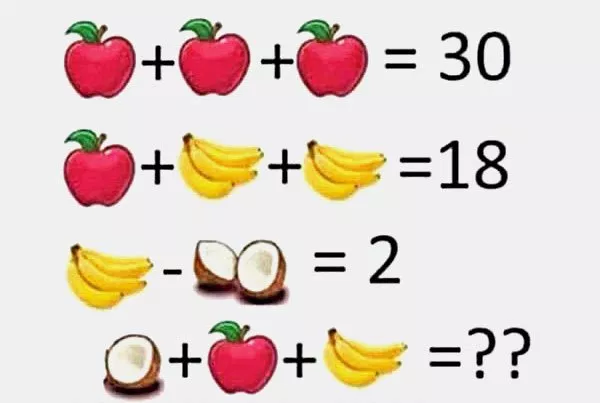 + + = 30
+ + =18
- = 2
+ + =??